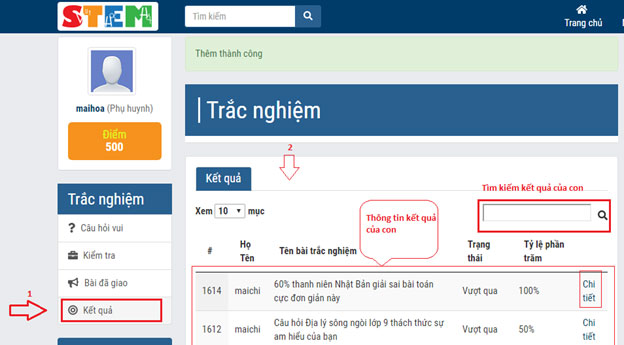 STEM
Tìm kiếm
Trang chủ
maihoa (Phụ huynh)
Điểm
500
Trắc nghiệm
Câu hỏi vui
Kiểm tra
Bài đã giao
1
Kết quả
Thêm thành công
Trắc nghiệm
2
Kết quả
Tìm kiếm kết quả của con
Xem 10 mục
Thông tin kết quả
của con
# Họ Tên bài trắc nghiệm Trạng Tỷ lệ phần
Tên thái trăm
1614 maichi 60% thanh niên Nhật Bản giải sai bài toán Vượt qua 100% Chi
cực đơn giản này tiết
1612 maichi Câu hỏi Địa lý sông ngòi lớp 9 thách thức sự Vượt qua 50% Chi
am hiểu của bạn tiết